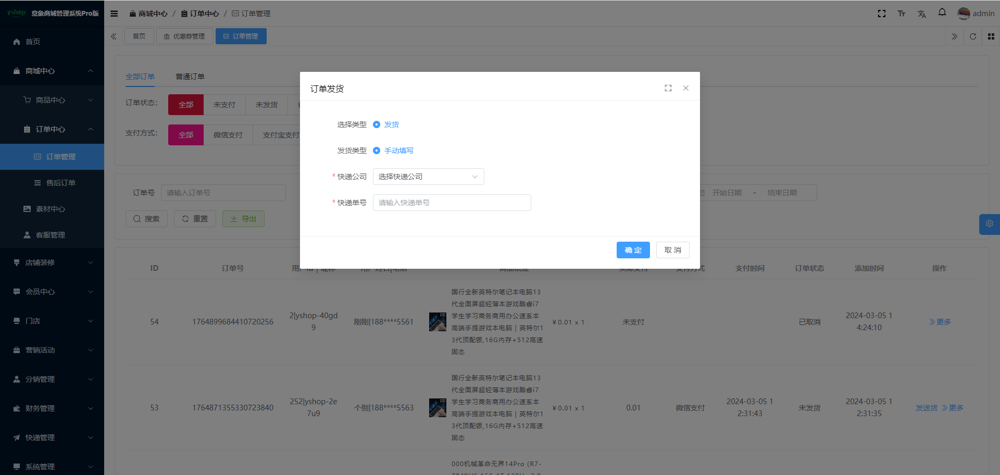 yshop 意象商城管理系统Pro版
商城中心 / 订单中心 / 订单管理
admin
首页
优惠券管理
订单管理
首页
商城中心
商品中心
订单中心
订单管理
售后订单
素材中心
客服管理
店铺装修
会员中心
门店
营销活动
分销管理
财务管理
快递管理
系统管理
全部订单
普通订单
订单状态:
全部
未支付
未发货
支付方式:
全部
微信支付
支付宝支付
订单号
请输入订单号
开始日期 - 结束日期
搜索
重置
导出
订单发货
选择类型
发货
发货类型
手动填写
* 快递公司
选择快递公司
* 快递单号
请输入快递单号
确 定
取 消
ID 订单号 用户id | 昵称 用户姓名|电话 商品信息 实际支付 支付方式 支付时间 订单状态 添加时间 操作
54
1764899684410720256
2|yshop-40gd
9
刚刚|188****5561
国行全新英特尔笔记本电脑13
代全面屏超轻薄本游戏酷睿i7
学生学习商务商用办公速系本
高端手提游戏本电脑 | 英特尔1
3代顶配银,16G内存+512高速
固态
¥ 0.01 x 1
未支付
已取消
2024-03-05 1
4:24:10
更多
53
1764871355330723840
252|yshop-2e
7u9
个别|188****5563
国行全新英特尔笔记本电脑13
代全面屏超轻薄本游戏酷睿i7
学生学习商务商用办公速系本
高端手提游戏本电脑 | 英特尔1
3代顶配银,16G内存+512高速
固态
¥ 0.01 x 1
0.01
微信支付
2024-03-05 1
2:31:43
未发货
2024-03-05 1
2:31:35
发送货
更多
000机械革命无界14Pro (R7-